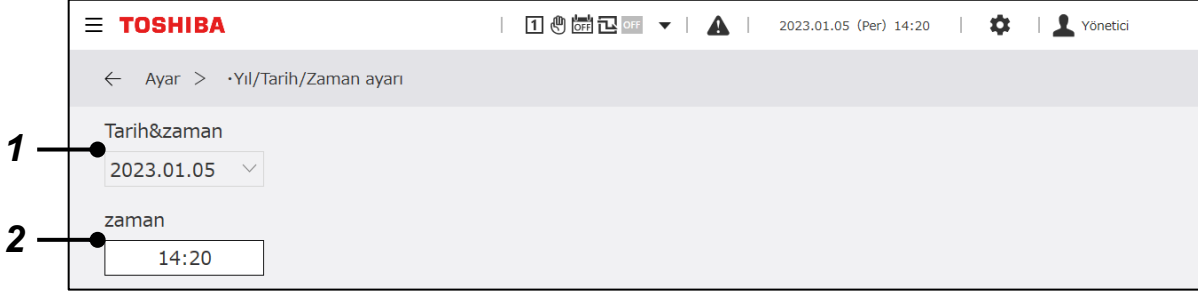 TOSHIBA 1 OFF OFF 2023.01.05 (Per) 14:20 Yönetici
Ayar > ・Yıl/Tarih/Zaman ayarı
Tarih&zaman
1
2023.01.05
zaman
2
14:20